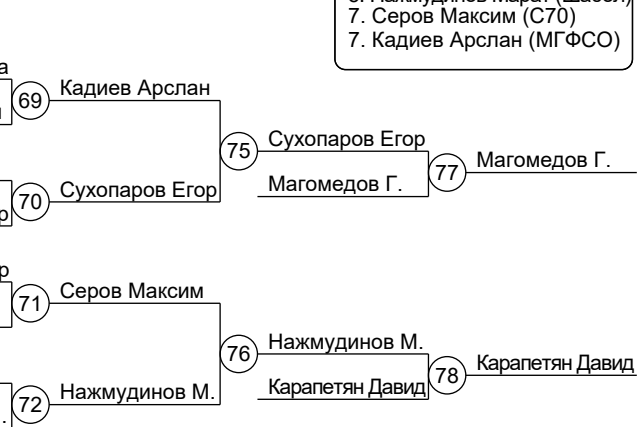 7. Серов Максим (С70)
7. Кадиев Арслан (МГФСО)
69
Кадиев Арслан
75
Сухопаров Егор
Магомедов Г.
77
Магомедов Г.
70
Сухопаров Егор
71
Серов Максим
76
Нажмудинов М.
Карапетян Давид
78
Карапетян Давид
72
Нажмудинов М.